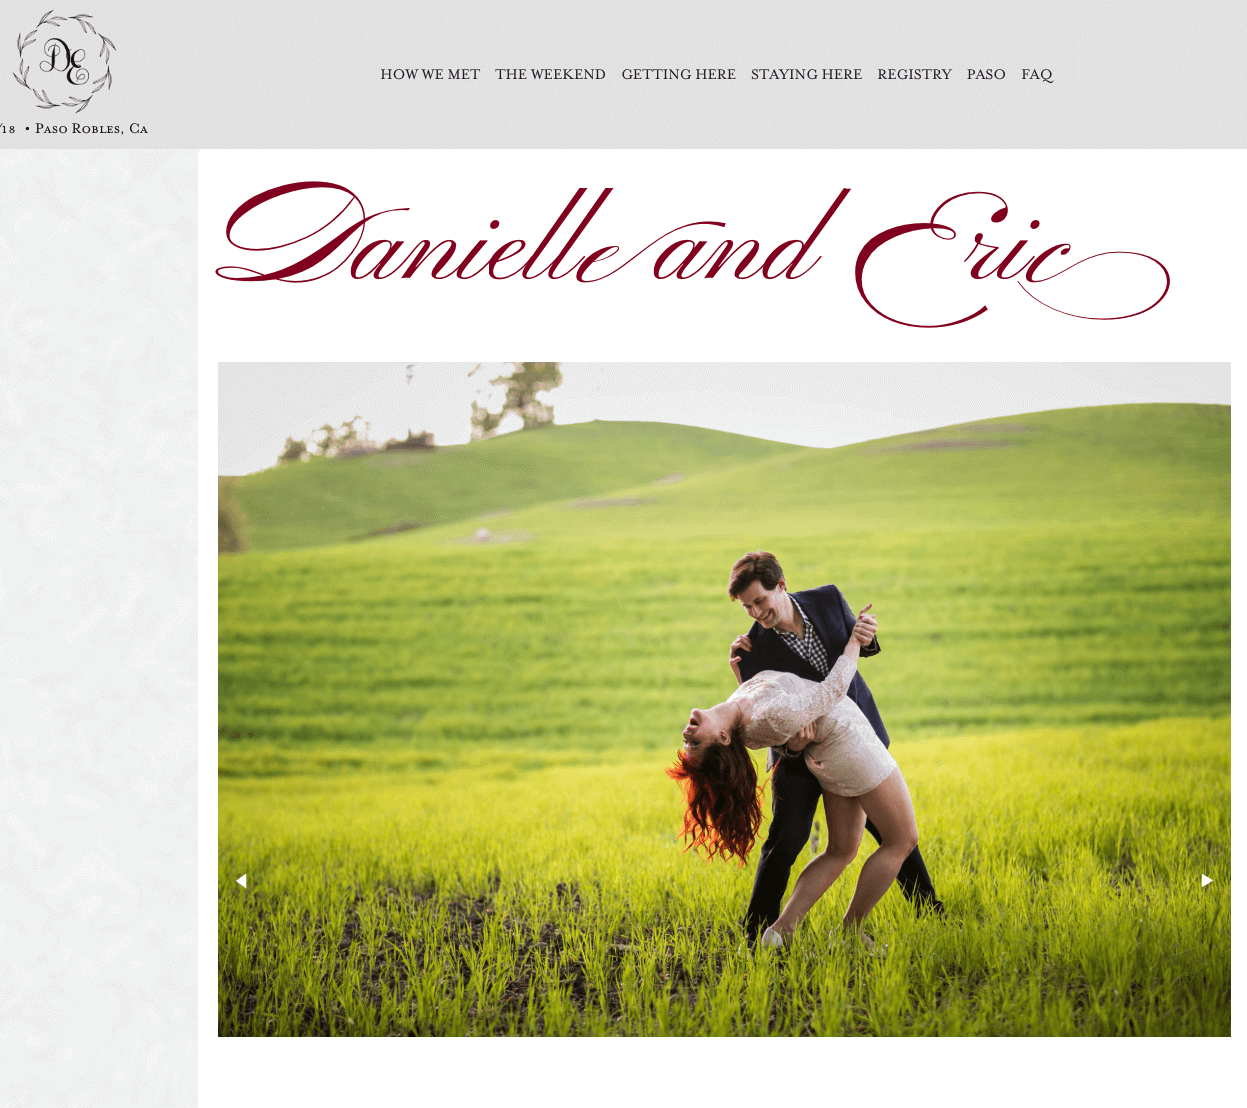 DE
HOW WE MET THE WEEKEND GETTING HERE STAYING HERE REGISTRY PASO FAQ
/18 • Paso Robles, Ca
Danielle and Eric